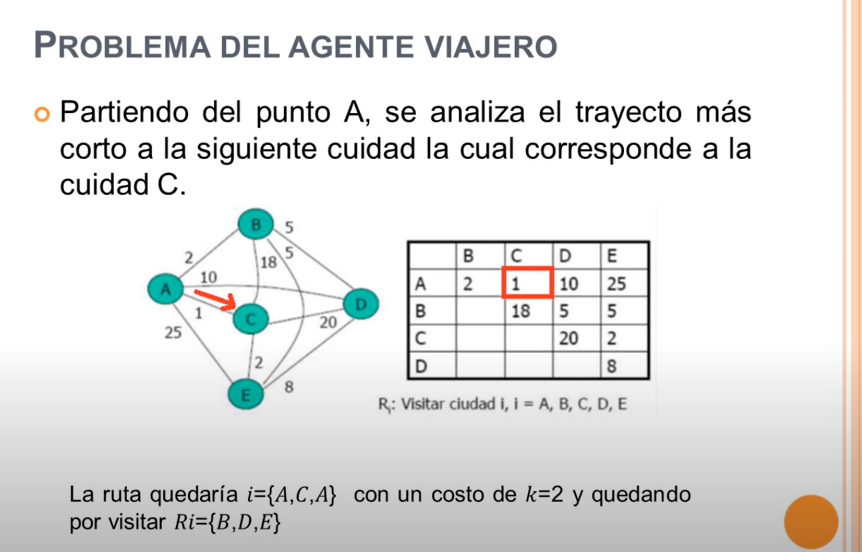 PROBLEMA DEL AGENTE VIAJERO
Partiendo del punto A, se analiza el trayecto más
corto a la siguiente cuidad la cual corresponde a la
cuidad C.
B 5
2 18 5
10
A
1 C D
25 20
2
E 8
B C D E
A 2 1 10 25
B 18 5 5
C 20 2
D 8
Ri: Visitar ciudad i, i = A, B, C, D, E
La ruta quedaría i={A,C,A} con un costo de k=2 y quedando
por visitar Ri={B,D,E}